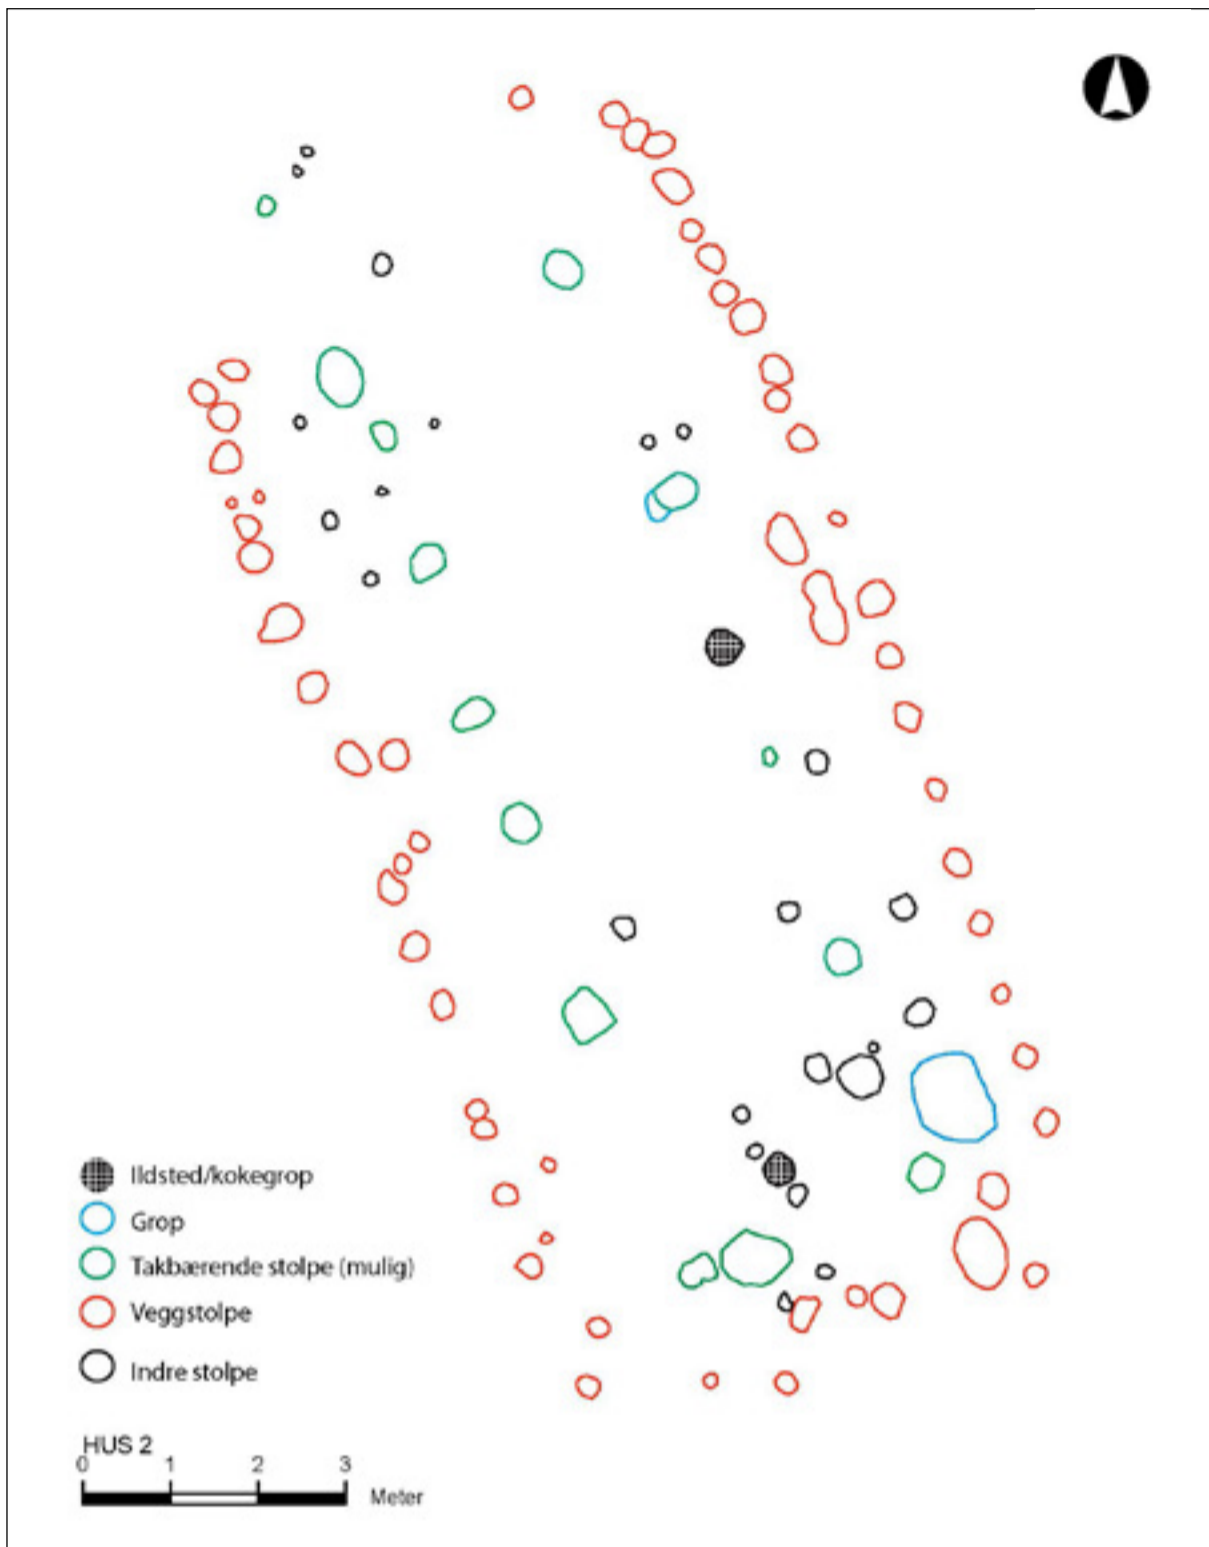 Ildsted/kokegrop
Grop
Takbærende stolpe (mulig)
Veggstolpe
Indre stolpe
HUS 2
0 1 2 3
Meter